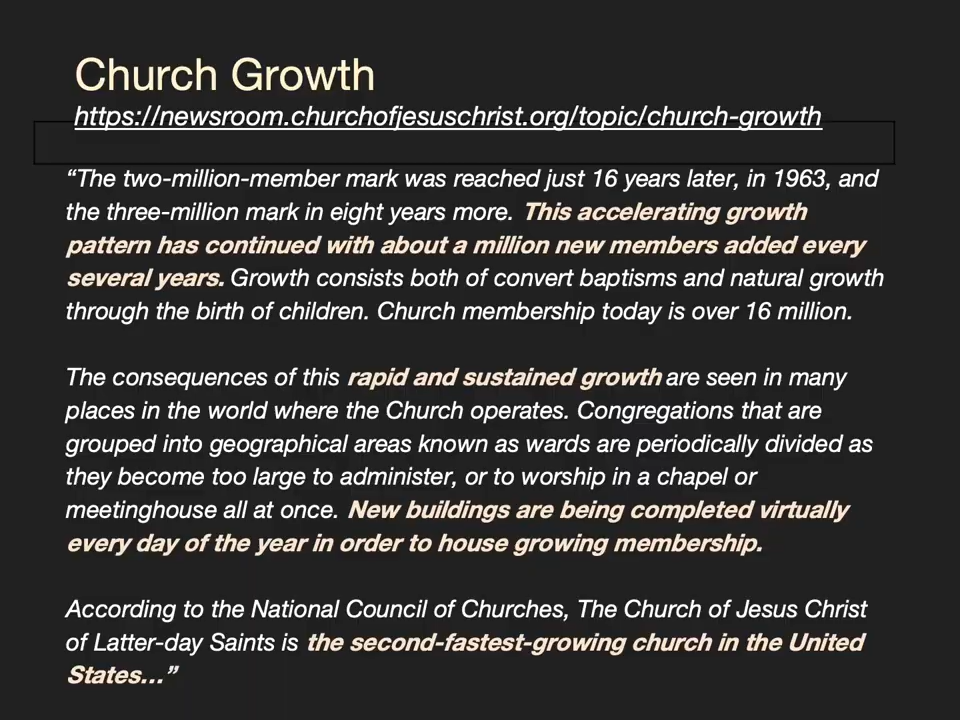 Church Growth
https://newsroom.churchofjesuschrist.org/topic/church-growth
“The two-million-member mark was reached just 16 years later, in 1963, and
the three-million mark in eight years more. This accelerating growth
pattern has continued with about a million new members added every
several years. Growth consists both of convert baptisms and natural growth
through the birth of children. Church membership today is over 16 million.
The consequences of this rapid and sustained growth are seen in many
places in the world where the Church operates. Congregations that are
grouped into geographical areas known as wards are periodically divided as
they become too large to administer, or to worship in a chapel or
meetinghouse all at once. New buildings are being completed virtually
every day of the year in order to house growing membership.
According to the National Council of Churches, The Church of Jesus Christ
of Latter-day Saints is the second-fastest-growing church in the United
States…”